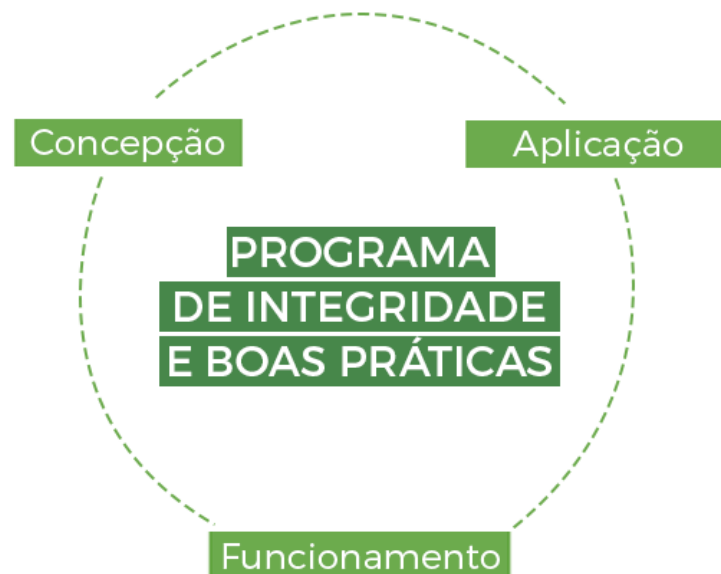 Concepção
Aplicação
PROGRAMA
DE INTEGRIDADE
E BOAS PRÁTICAS
Funcionamento